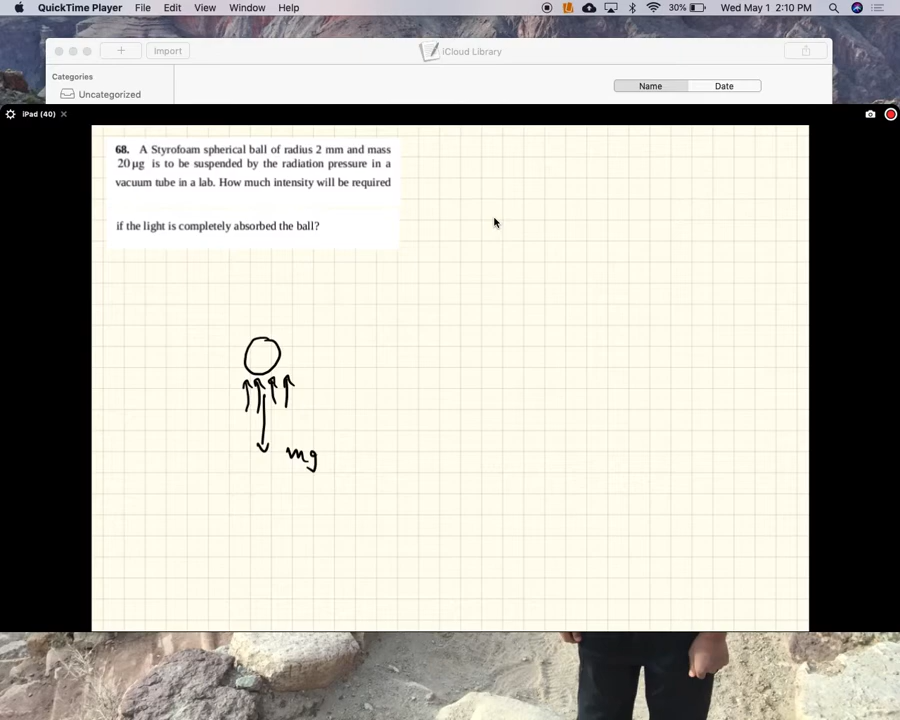 QuickTime Player File Edit View Window Help 30% Wed May 1 2:10 PM
+ Import iCloud Library
Categories
Name Date
Uncategorized
iPad (40)
68. A Styrofoam spherical ball of radius 2 mm and mass
20 μg is to be suspended by the radiation pressure in a
vacuum tube in a lab. How much intensity will be required
if the light is completely absorbed the ball?
mg